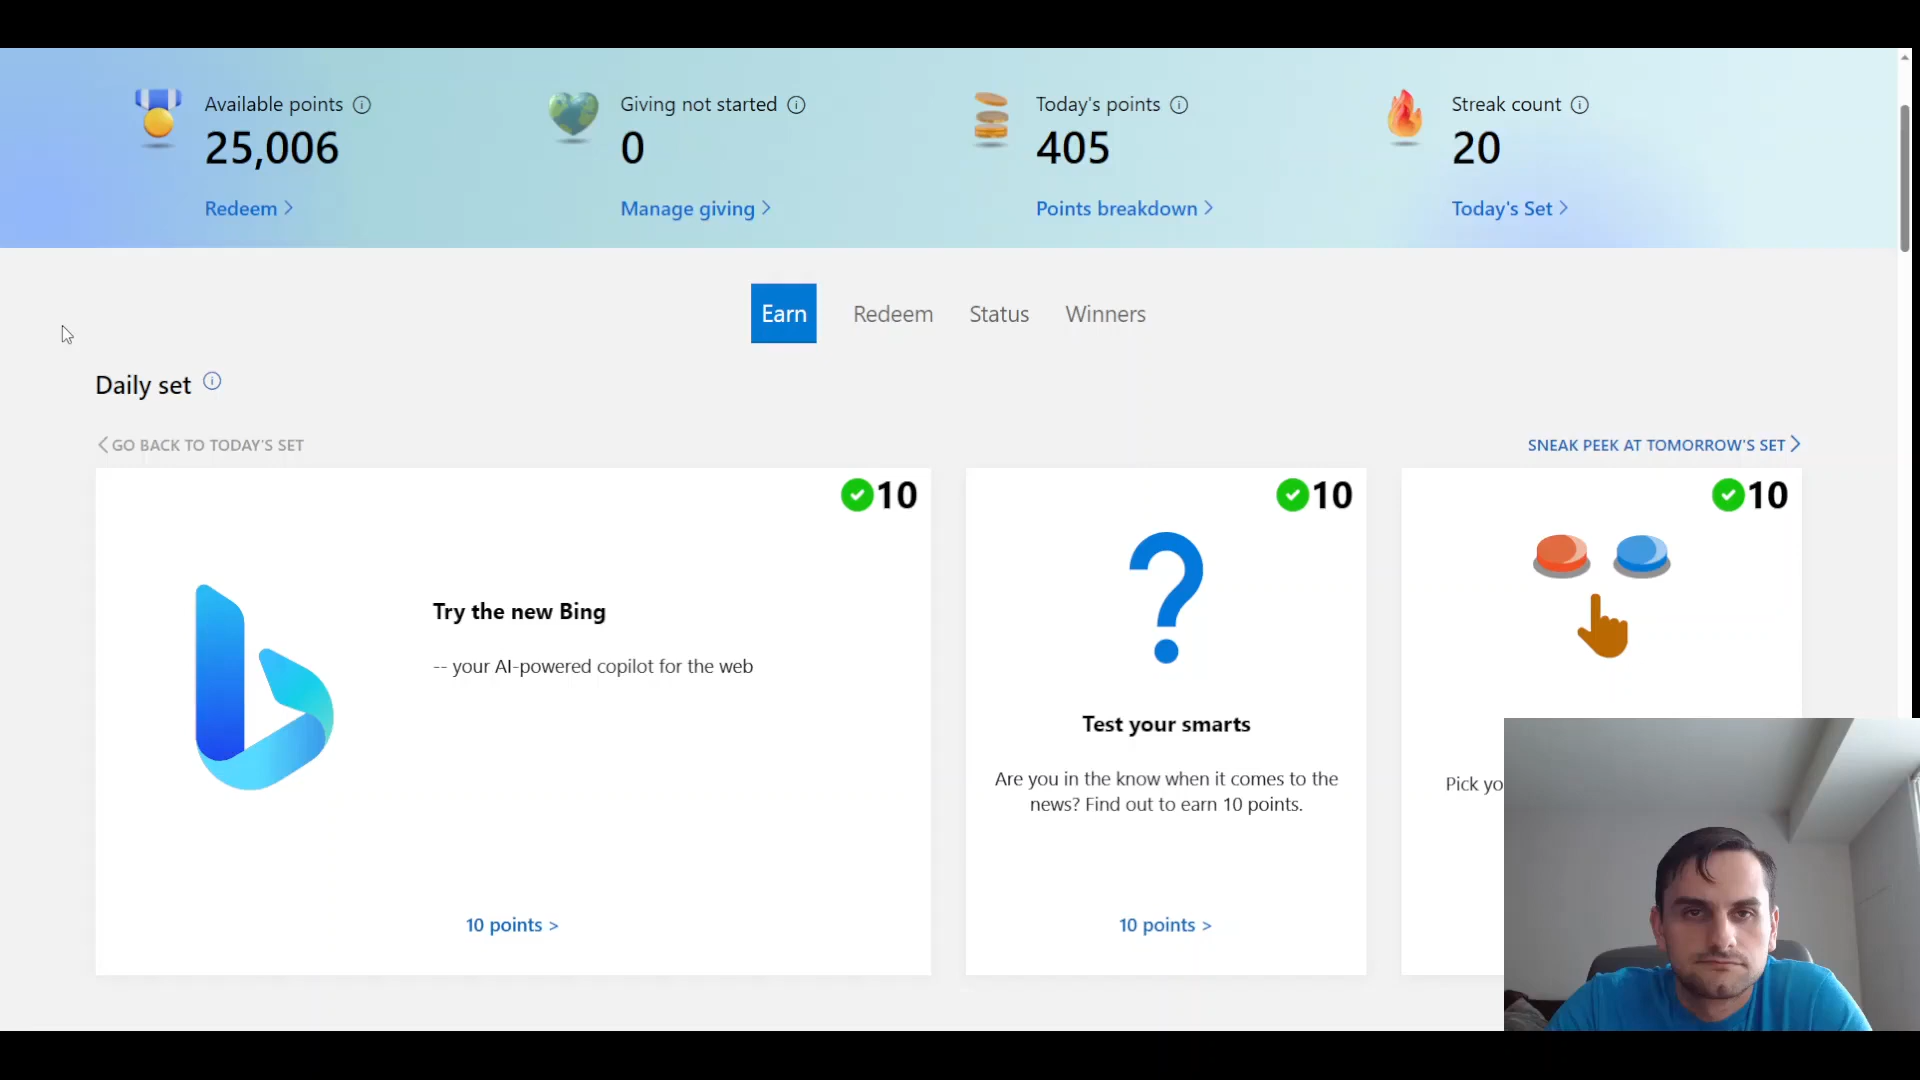 Available points
25,006
Redeem >
Giving not started
0
Manage giving >
Today's points
405
Points breakdown >
Streak count
20
Today's Set >
Earn
Redeem
Status
Winners
Daily set
< GO BACK TO TODAY'S SET
SNEAK PEEK AT TOMORROW'S SET >
10
Try the new Bing
-- your AI-powered copilot for the web
10 points >
10
Test your smarts
Are you in the know when it comes to the
news? Find out to earn 10 points.
10 points >
10
Pick yo